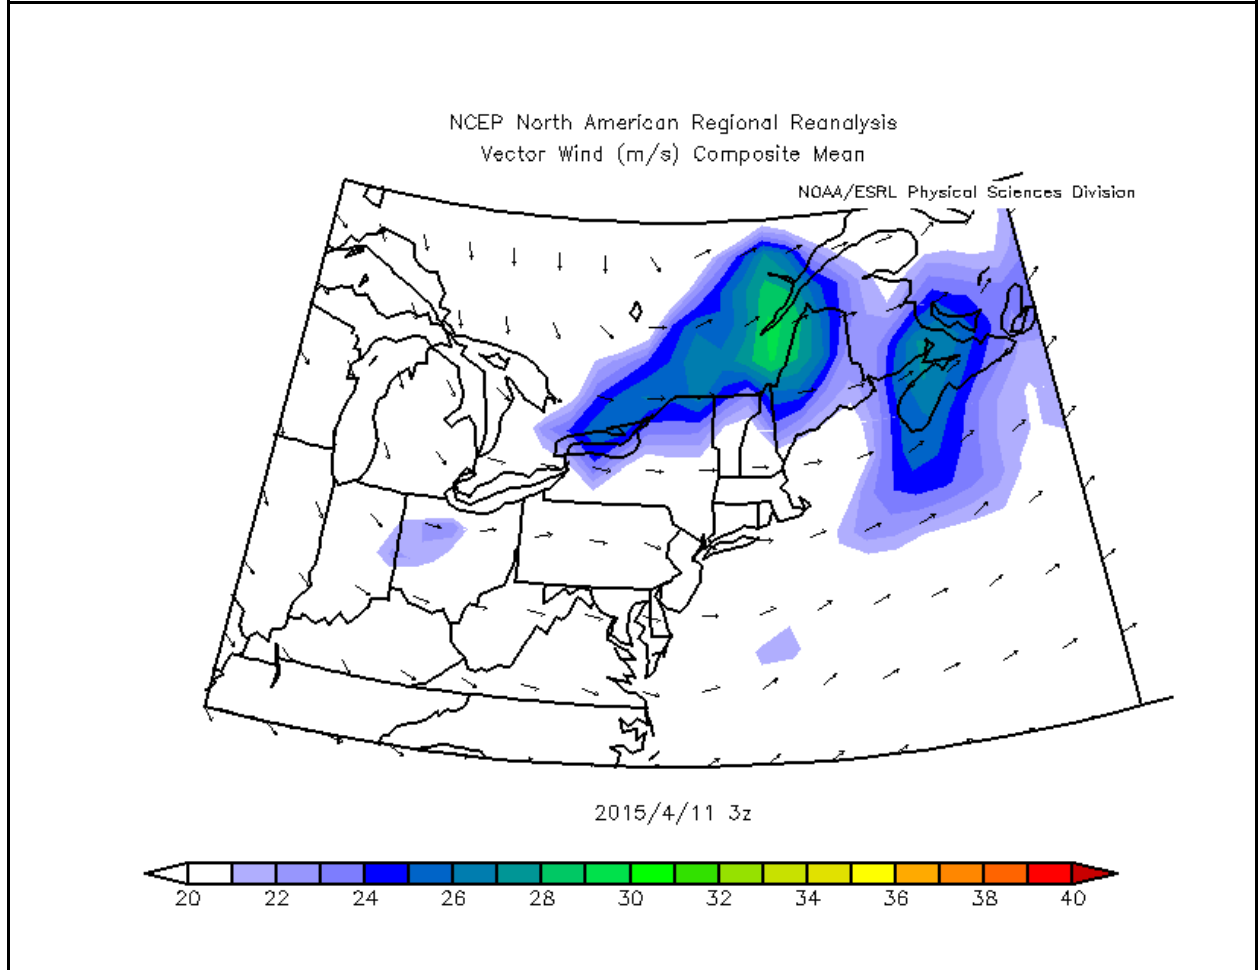 NCEP North American Regional Reanalysis
Vector Wind (m/s) Composite Mean
NOAA/ESRL Physical Sciences Division
2015/4/11 3z
20 22 24 26 28 30 32 34 36 38 40